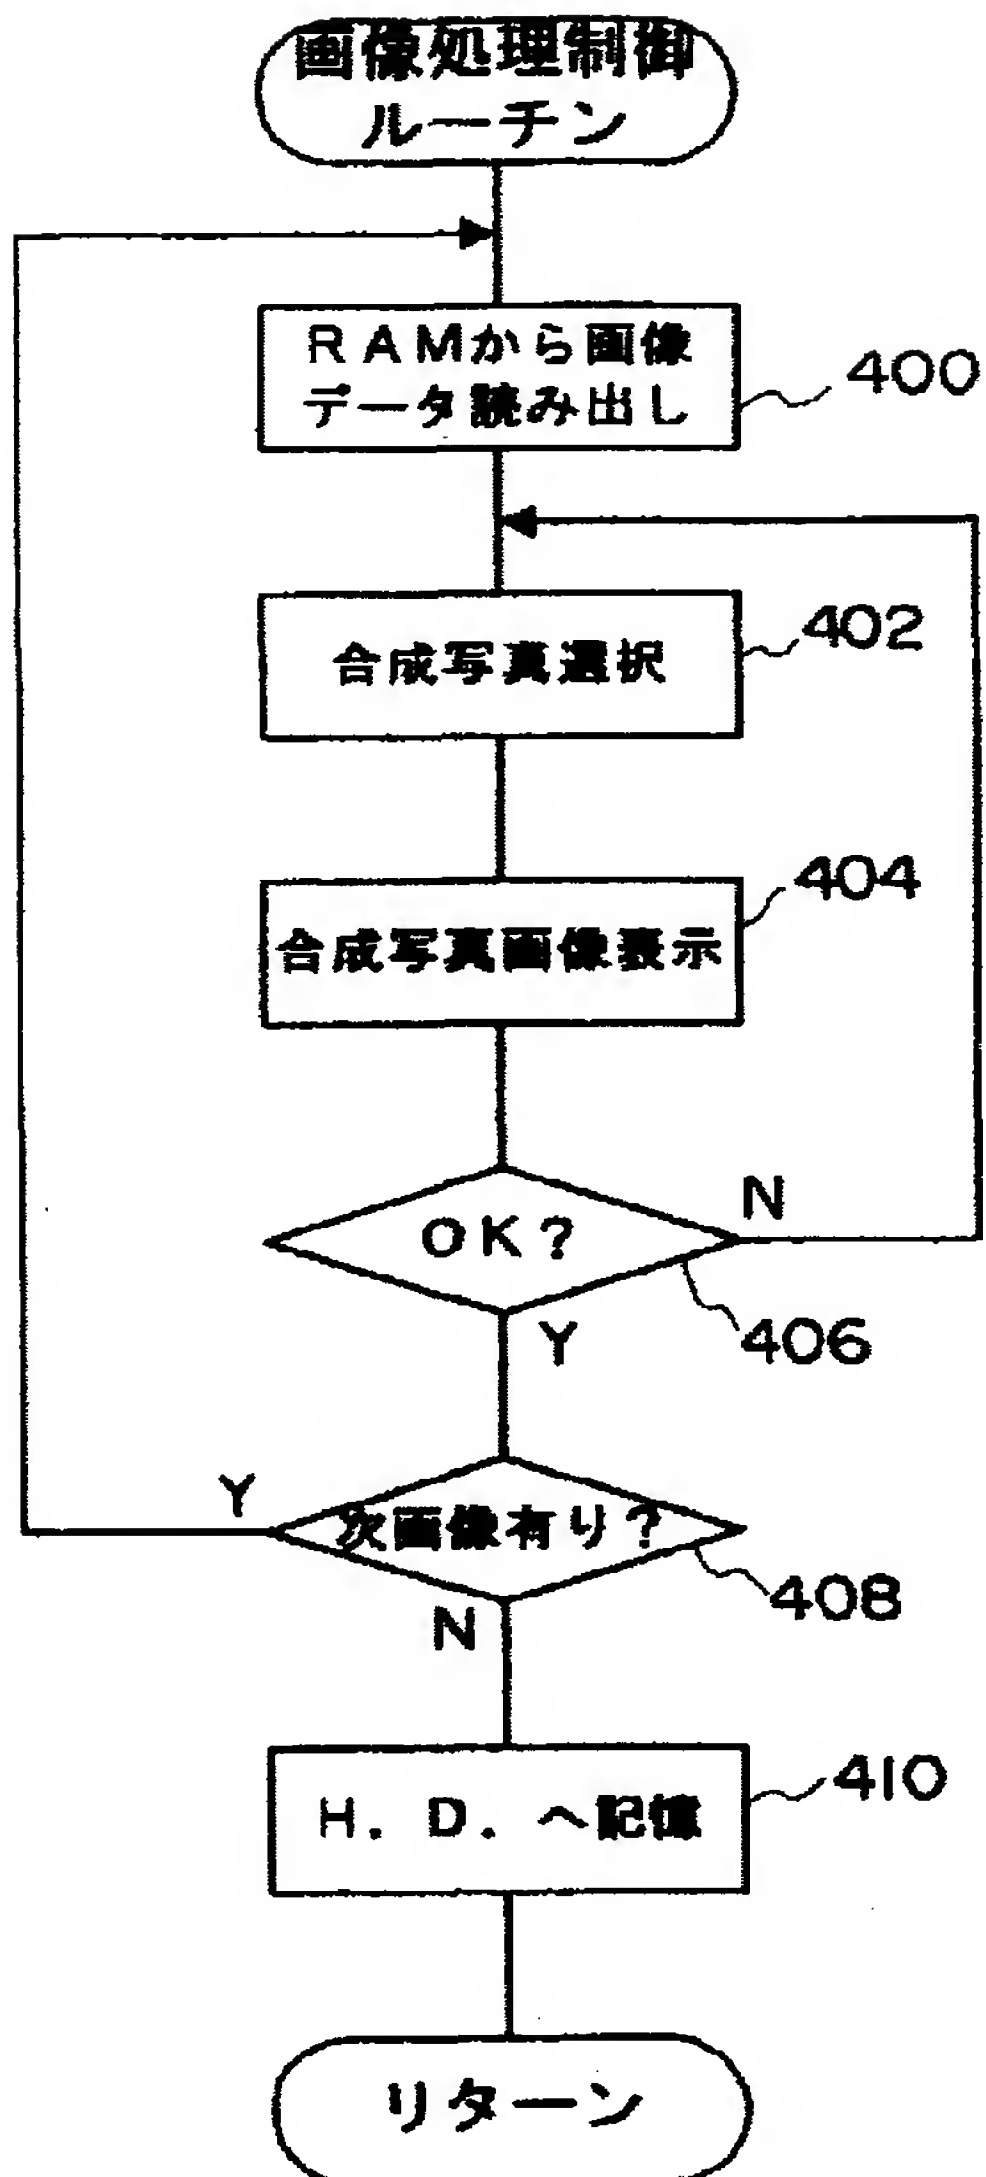 画像処理制御
ルーチン
RAMから画像
データ読み出し
400
合成写真選択
402
404
合成写真画像表示
OK?
N
Y
406
Y
次画像有り?
408
N
H. D. へ記憶
410
リターン